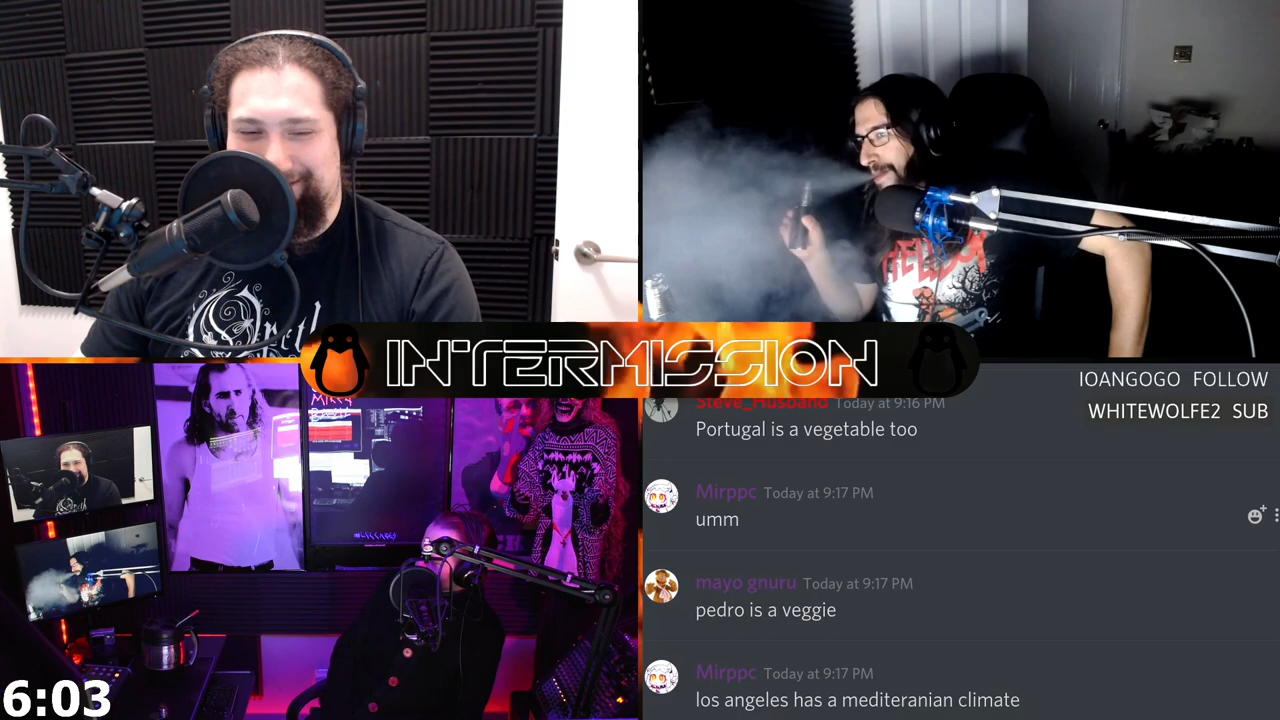 Opeth
HELLBOY
INTERMISSION
IOANGOGO FOLLOW
WHITEWOLFE2 SUB
Steve_Husband Today at 9:16 PM
Portugal is a vegetable too
Mirppc Today at 9:17 PM
umm
mayo gnuru Today at 9:17 PM
pedro is a veggie
Mirppc Today at 9:17 PM
los angeles has a mediteranian climate
6:03